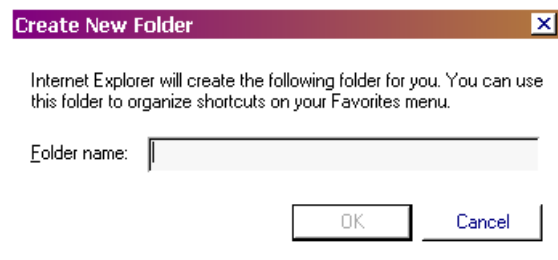 Create New Folder
Internet Explorer will create the following folder for you. You can use
this folder to organize shortcuts on your Favorites menu.
Folder name:
OK Cancel